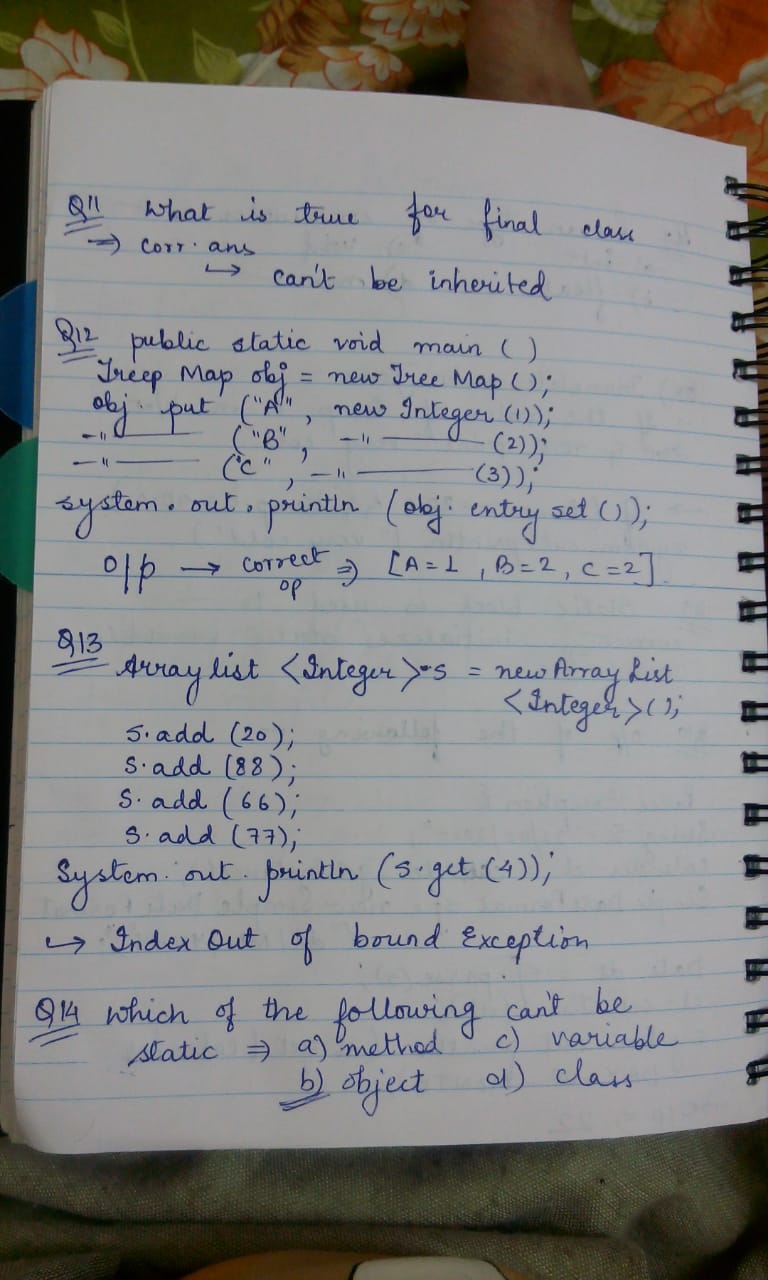 Q11 What is true for final class
⇒ corr. ans
↳ can't be inherited
Q12 public static void main ( )
Treep Map obj = new Tree Map ( );
obj put ("A", new Integer (1));
-"- ("B", -"- (2));
-"- ("C", -"- (3));
system. out. println (obj. entry set ( ));
o/p → correct op ⇒ [A=1, B=2, C=2]
Q13 Array list <Integer> s = new Array List
<Integer>( );
s.add (20);
s.add (88);
s.add (66);
s.add (77);
System. out. println (s.get (4));
↳ Index Out of bound Exception
Q14 which of the following can't be
static ⇒ a) method c) variable
b) object d) class